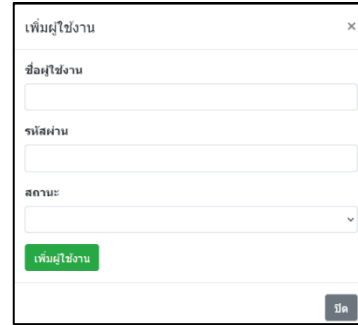 เพิ่มผู้ใช้งาน ×
ชื่อผู้ใช้งาน
รหัสผ่าน
สถานะ
เพิ่มผู้ใช้งาน
ปิด